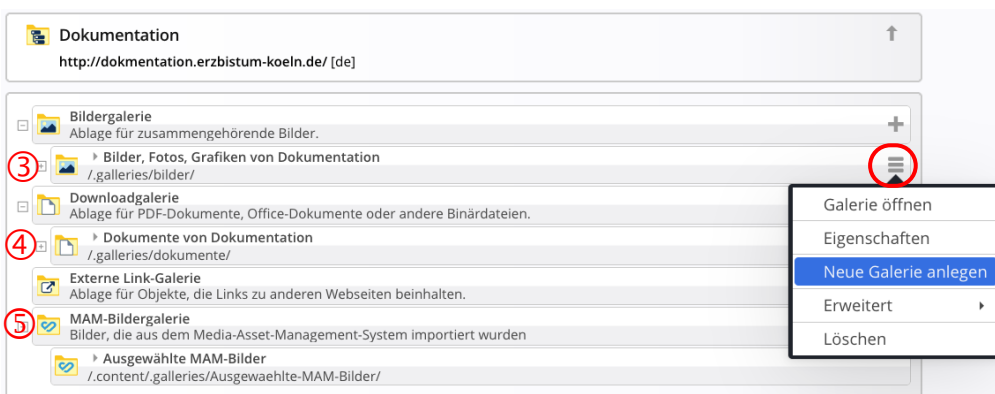 Dokumentation
http://dokmentation.erzbistum-koeln.de/ [de]
Bildergalerie
Ablage für zusammengehörende Bilder.
③ Bilder, Fotos, Grafiken von Dokumentation
/.galleries/bilder/
Downloadgalerie
Ablage für PDF-Dokumente, Office-Dokumente oder andere Binärdateien.
④ Dokumente von Dokumentation
/.galleries/dokumente/
Externe Link-Galerie
Ablage für Objekte, die Links zu anderen Webseiten beinhalten.
⑤ MAM-Bildergalerie
Bilder, die aus dem Media-Asset-Management-System importiert wurden
Ausgewählte MAM-Bilder
/.content/.galleries/Ausgewaehlte-MAM-Bilder/
Galerie öffnen
Eigenschaften
Neue Galerie anlegen
Erweitert
Löschen